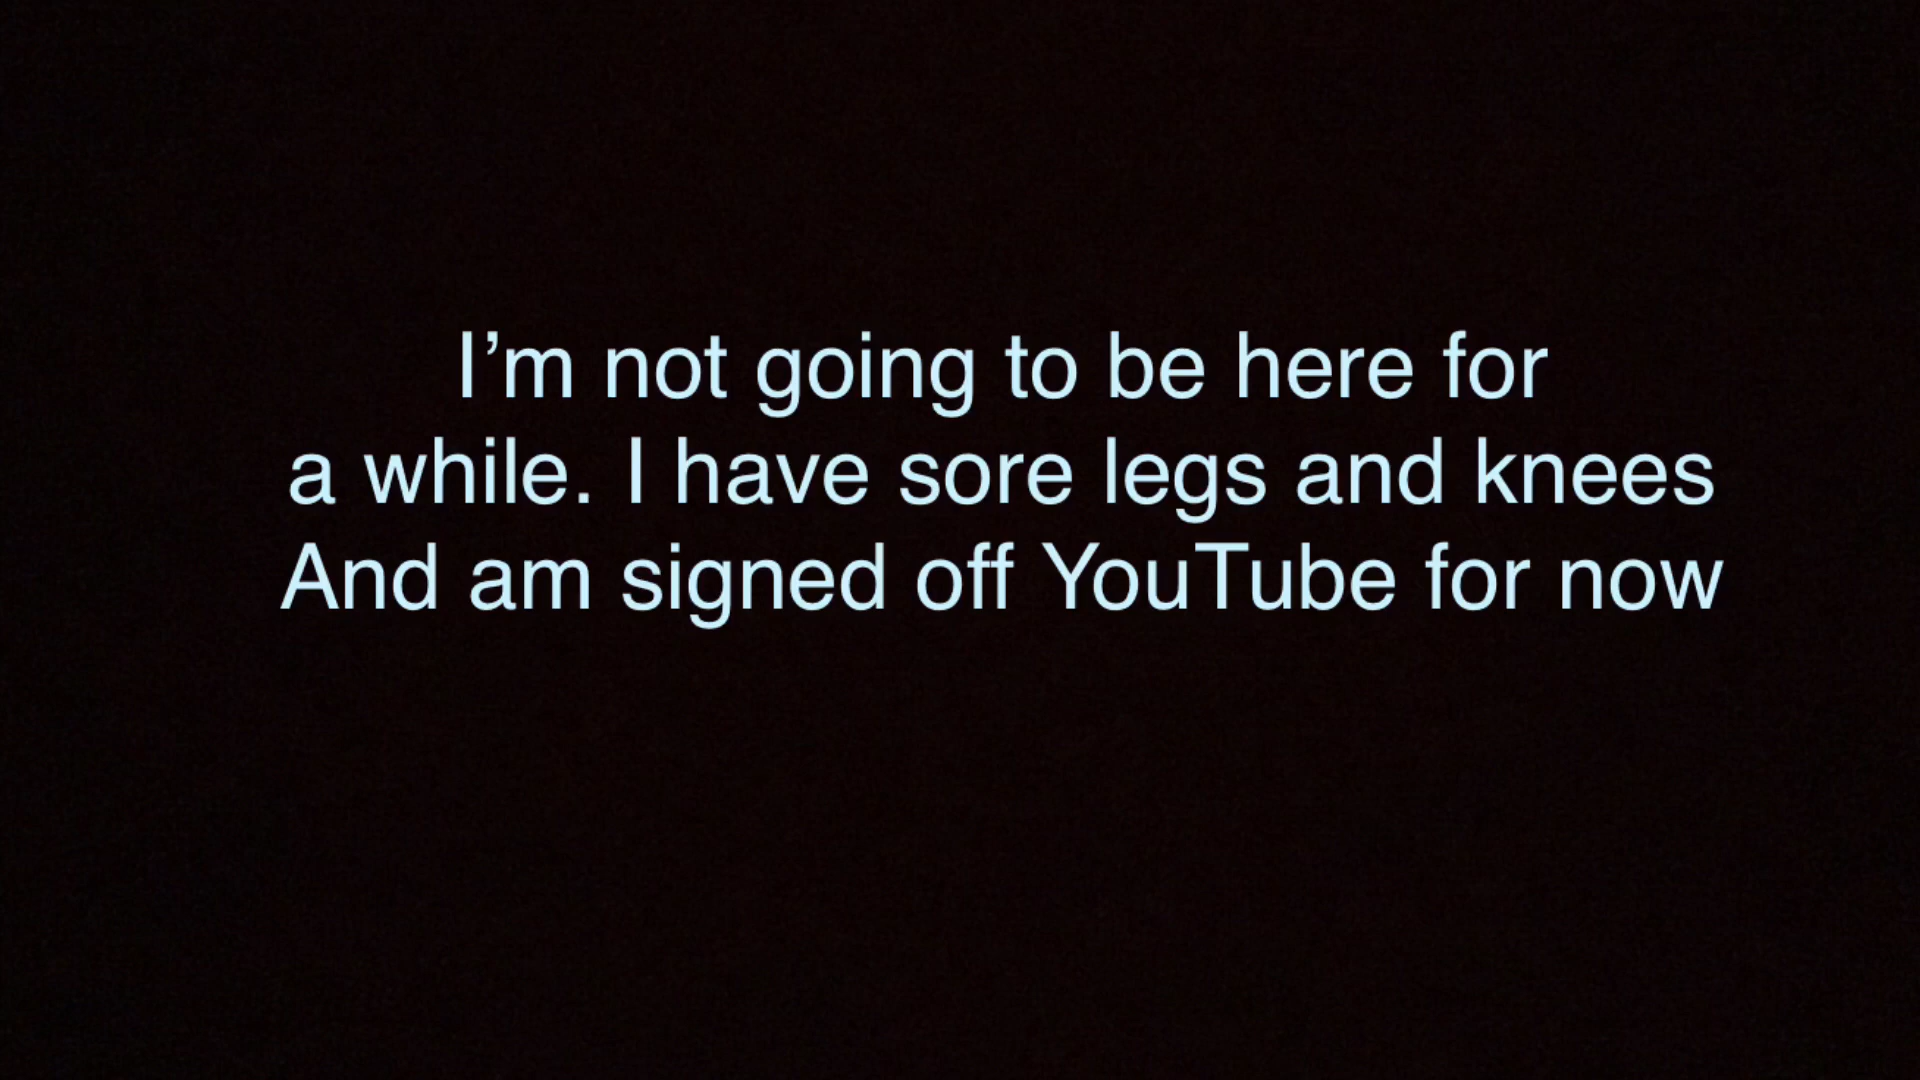 I’m not going to be here for
a while. I have sore legs and knees
And am signed off YouTube for now